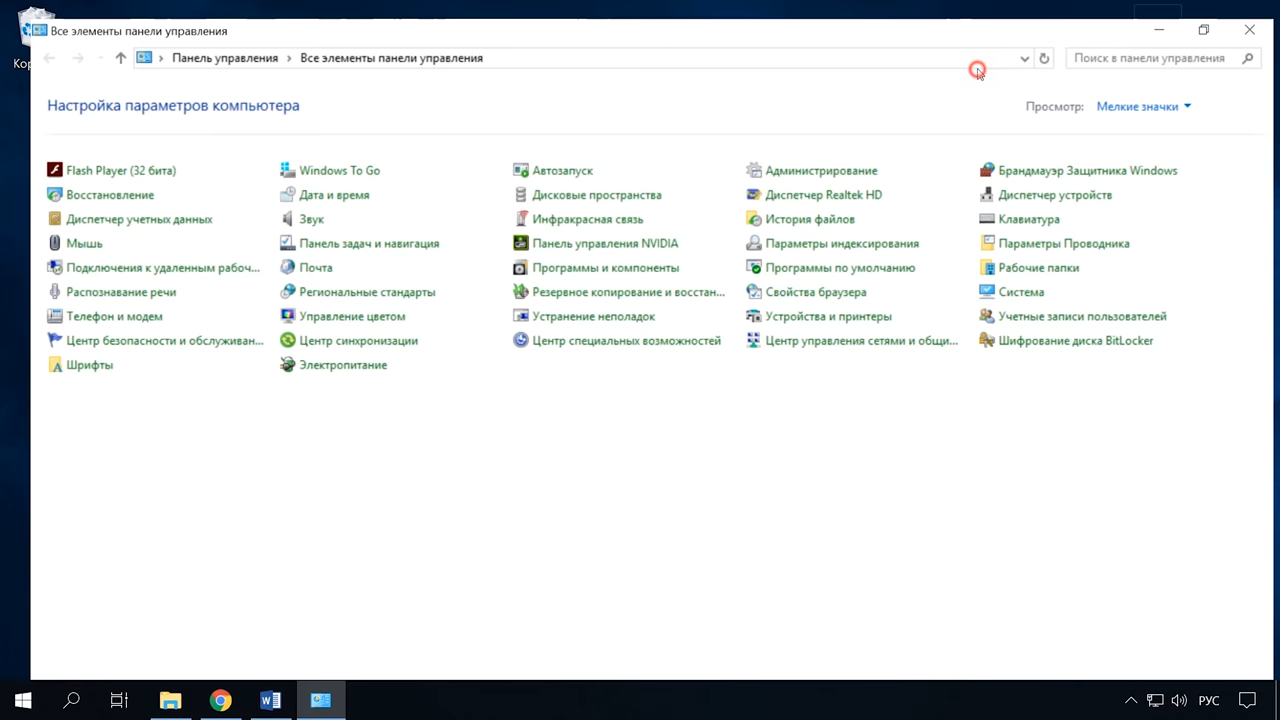 Все элементы панели управления
Панель управления Все элементы панели управления
Поиск в панели управления
Настройка параметров компьютера
Просмотр: Мелкие значки
Flash Player (32 бита) Windows To Go Автозапуск Администрирование Брандмауэр Защитника Windows
Восстановление Дата и время Дисковые пространства Диспетчер Realtek HD Диспетчер устройств
Диспетчер учетных данных Звук Инфракрасная связь История файлов Клавиатура
Мышь Панель задач и навигация Панель управления NVIDIA Параметры индексирования Параметры Проводника
Подключения к удаленным рабоч... Почта Программы и компоненты Программы по умолчанию Рабочие папки
Распознавание речи Региональные стандарты Резервное копирование и восстан... Свойства браузера Система
Телефон и модем Управление цветом Устранение неполадок Устройства и принтеры Учетные записи пользователей
Центр безопасности и обслуживан... Центр синхронизации Центр специальных возможностей Центр управления сетями и общи... Шифрование диска BitLocker
Шрифты Электропитание
РУС